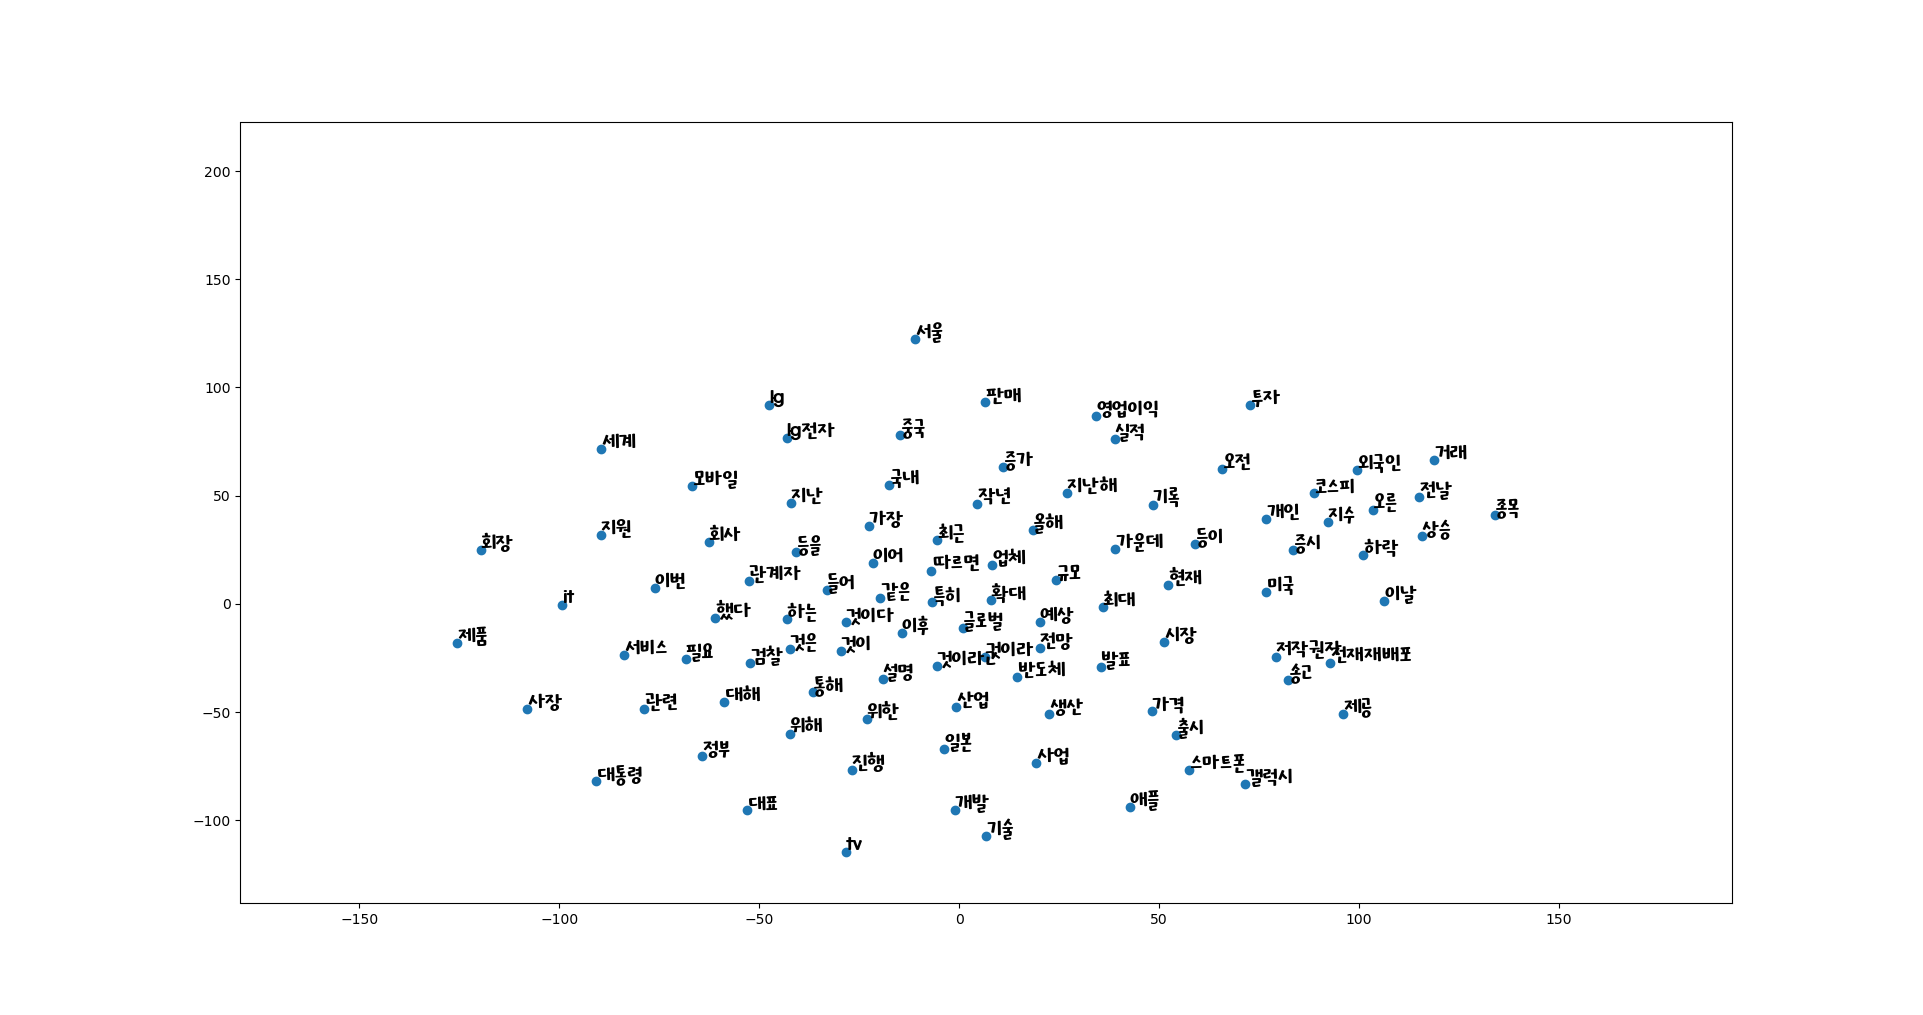 200
150
100
50
0
−50
−100
−150
−100
−50
0
50
100
150
서울
lg
판매
투자
영업이익
lg전자
중국
실적
세계
거래
증가
오전
외국인
모바일
국내
코스피
전날
지난
작년
지난해
기록
오른
종목
가장
올해
개인
지수
회장
지원
회사
최근
상승
등을
가운데
등이
증시
하락
이어
따르면
업체
이번
관계자
규모
현재
들어
같은
특히
확대
최대
미국
이날
it
했다
하는
것이다
이후
글로벌
예상
제품
서비스
필요
검찰
것은
것이
것이라
전망
시장
저작권자
전재재배포
것이라는
설명
반도체
발표
송고
사장
관련
대해
통해
위한
산업
생산
가격
제공
위해
출시
정부
진행
일본
사업
스마트폰
갤럭시
대통령
대표
개발
애플
기술
tv